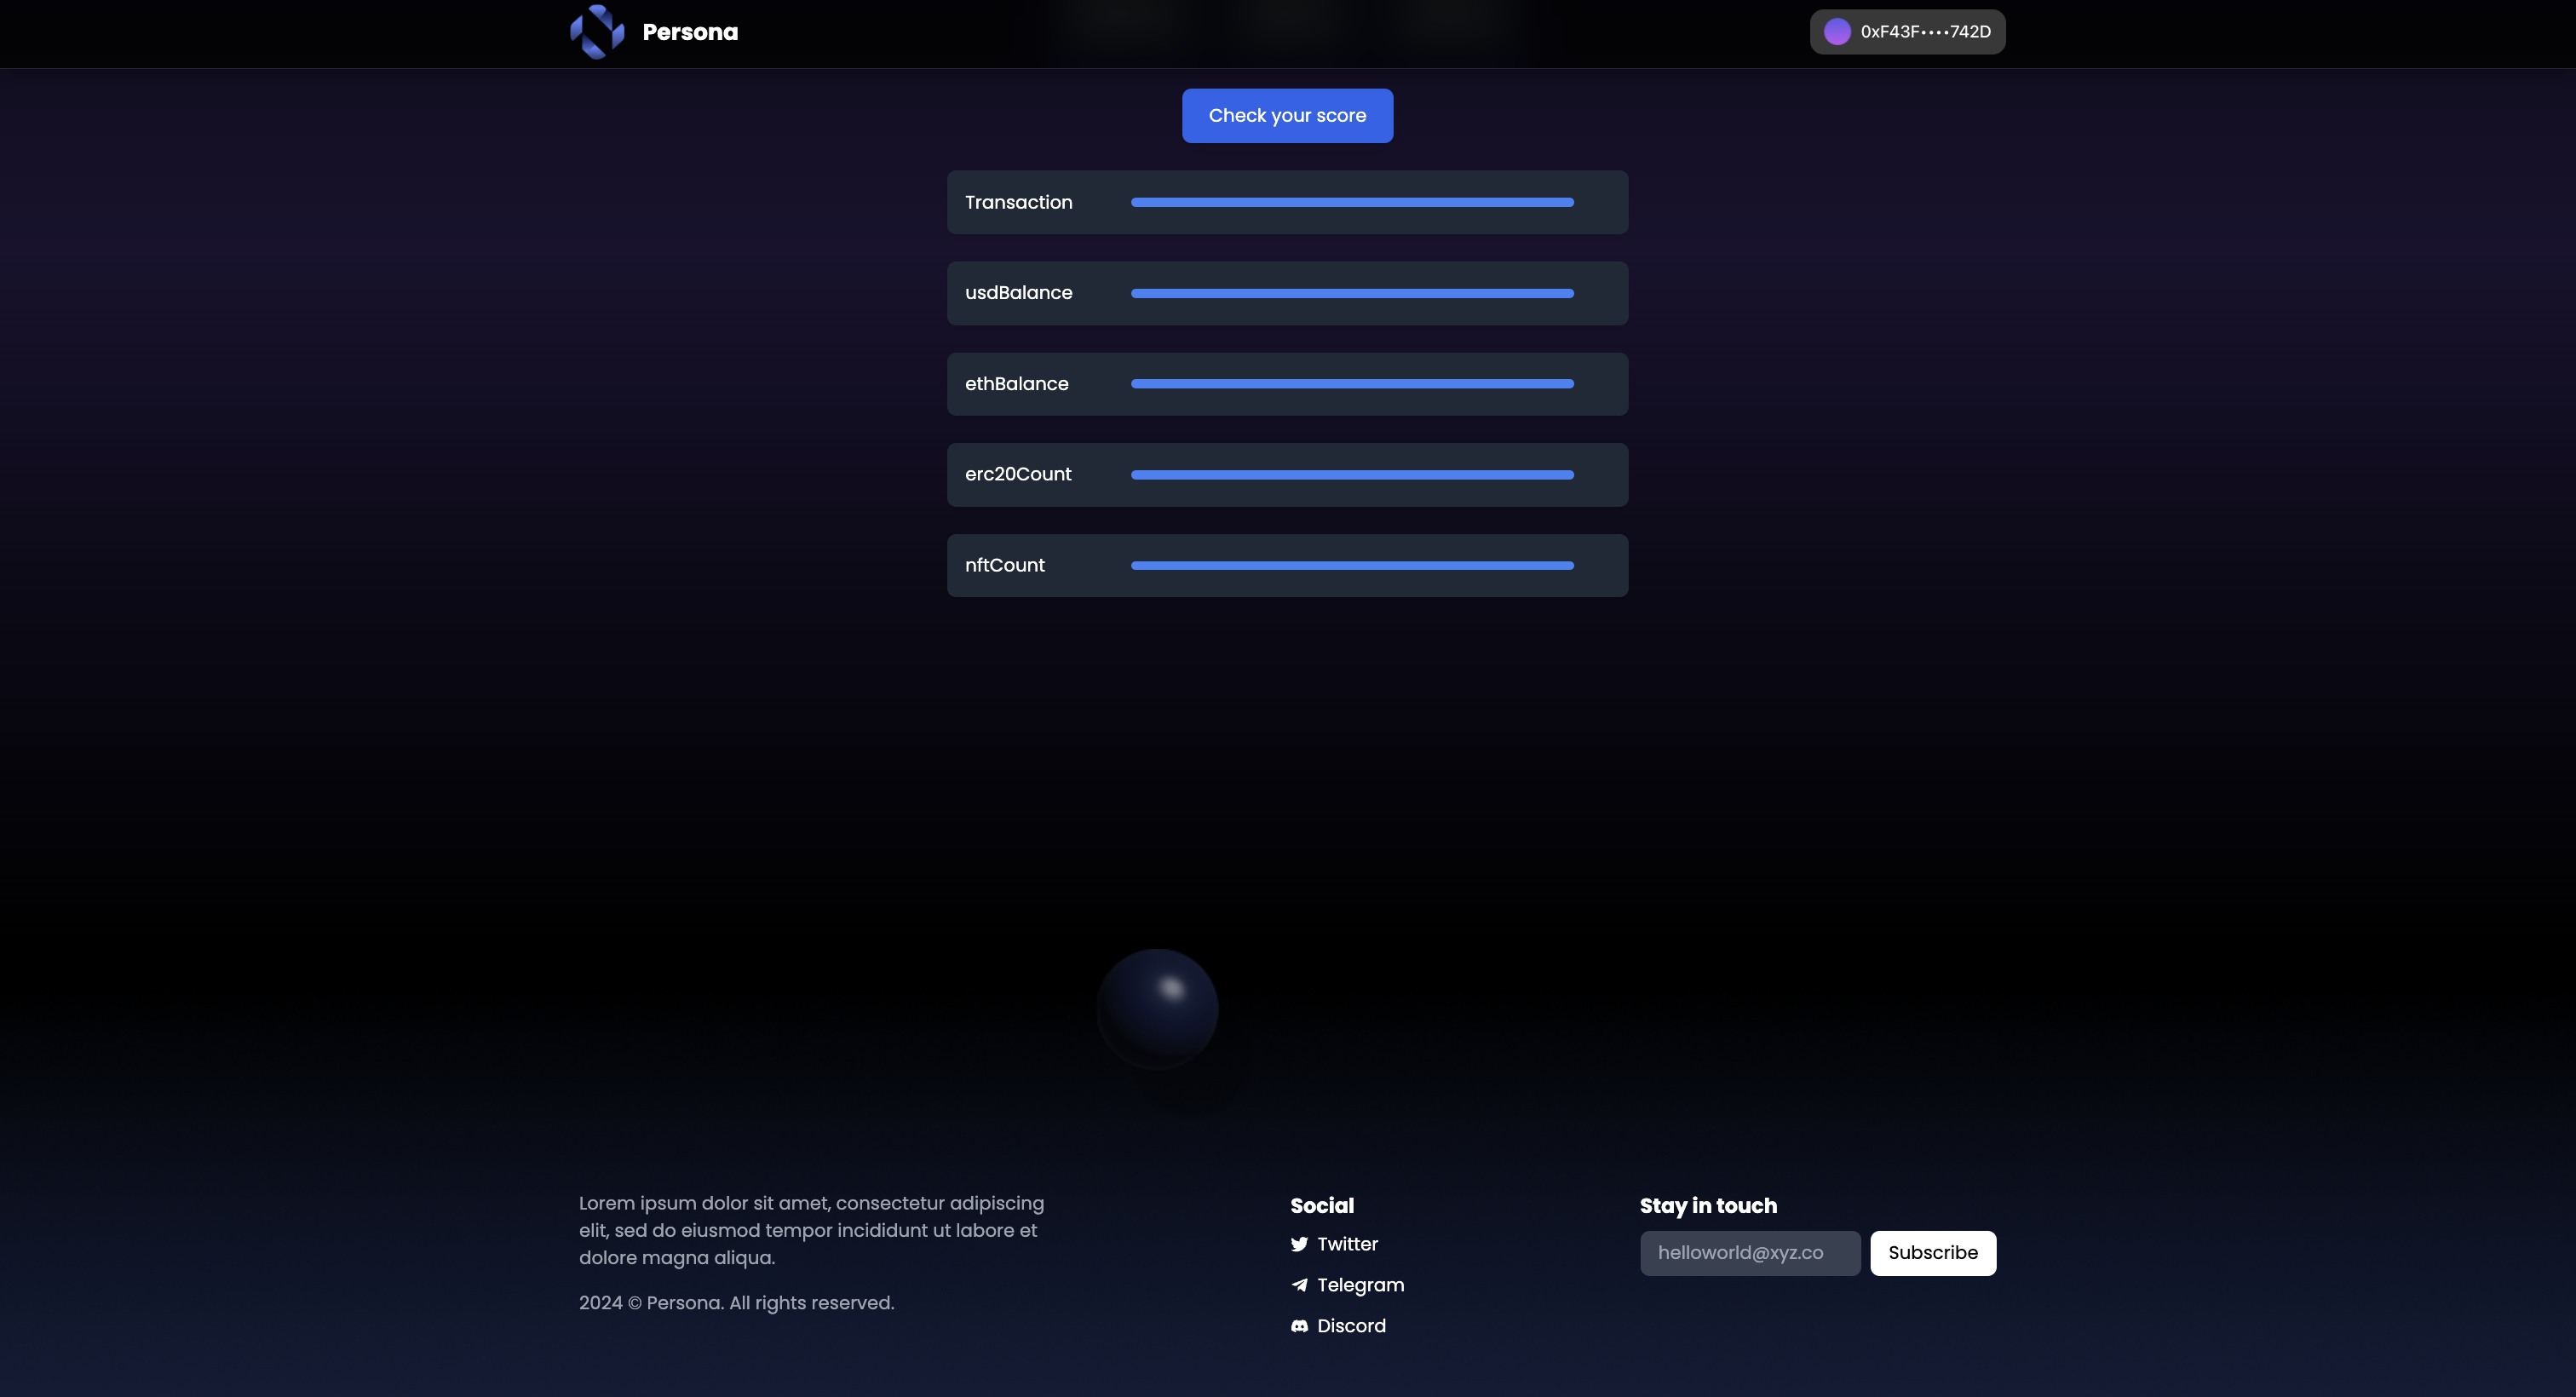 Persona
0xF43F••••742D
Check your score
Transaction
usdBalance
ethBalance
erc20Count
nftCount
Lorem ipsum dolor sit amet, consectetur adipiscing
elit, sed do eiusmod tempor incididunt ut labore et
dolore magna aliqua.
2024 © Persona. All rights reserved.
Social
Twitter
Telegram
Discord
Stay in touch
helloworld@xyz.co
Subscribe